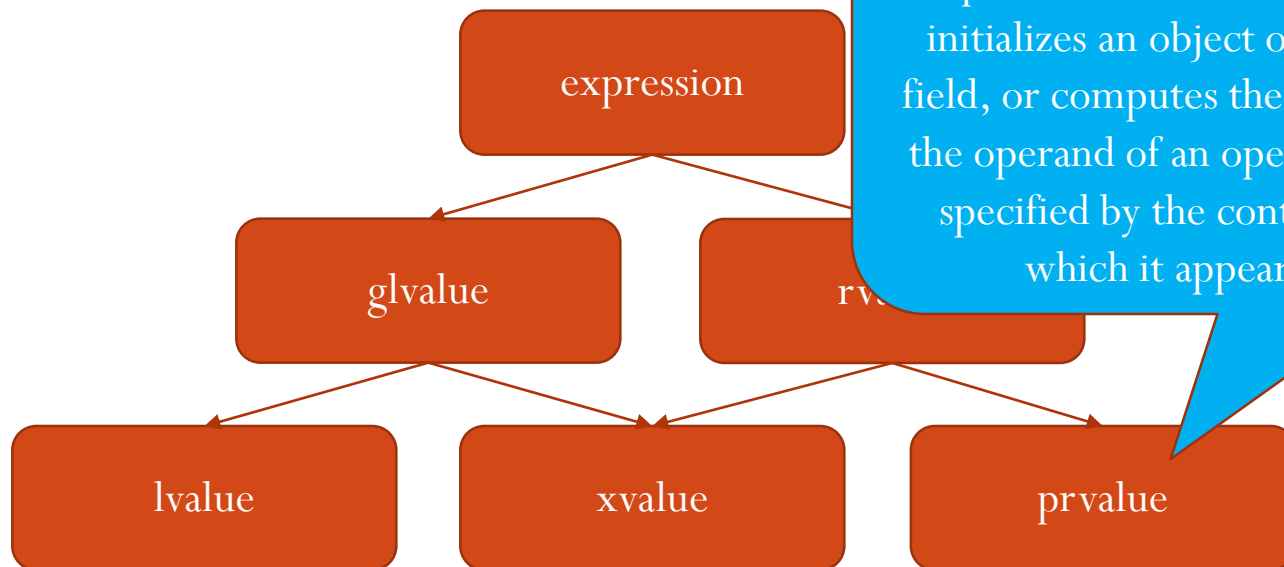 expression
initializes an object o
field, or computes the
the operand of an ope
specified by the cont
which it appear
glvalue
rv
lvalue
xvalue
prvalue